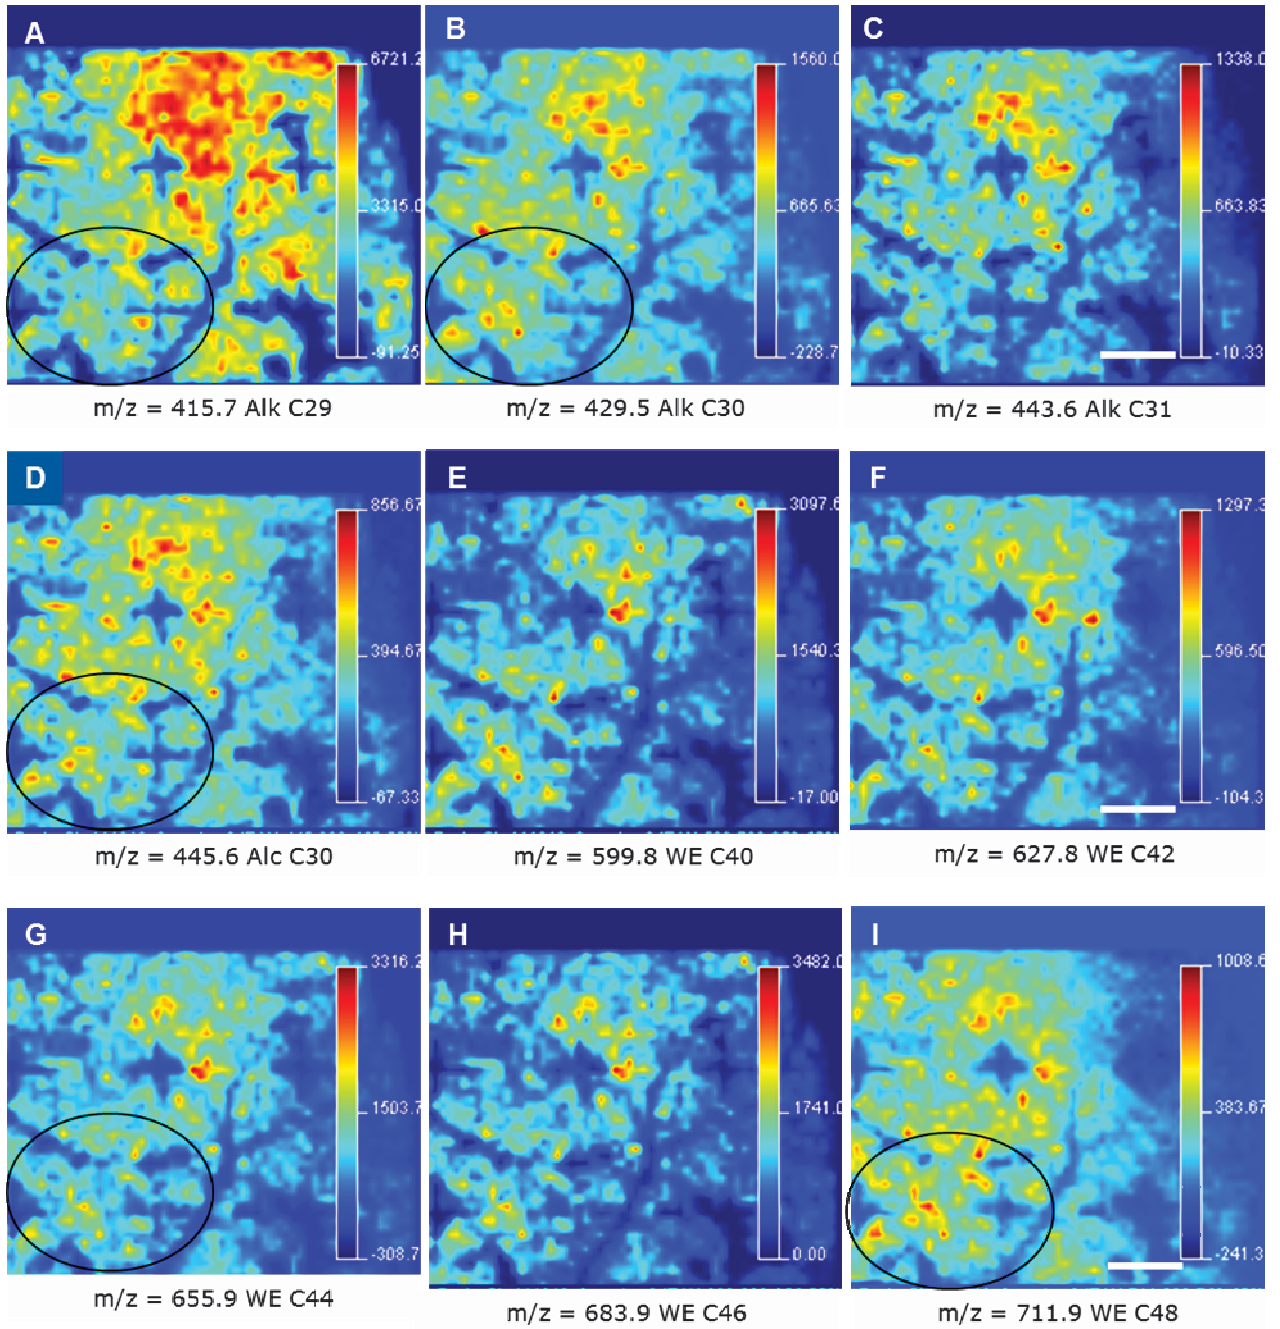 A
6721.2
3315.0
-91.25
m/z = 415.7 Alk C29
B
1560.0
665.63
-228.7
m/z = 429.5 Alk C30
C
1338.0
663.83
-10.33
m/z = 443.6 Alk C31
D
856.67
394.67
-67.33
m/z = 445.6 Alc C30
E
3097.6
1540.3
-17.00
m/z = 599.8 WE C40
F
1297.3
596.50
-104.3
m/z = 627.8 WE C42
G
3316.2
1503.7
-308.7
m/z = 655.9 WE C44
H
3482.0
1741.0
0.00
m/z = 683.9 WE C46
I
1008.6
383.67
-241.3
m/z = 711.9 WE C48